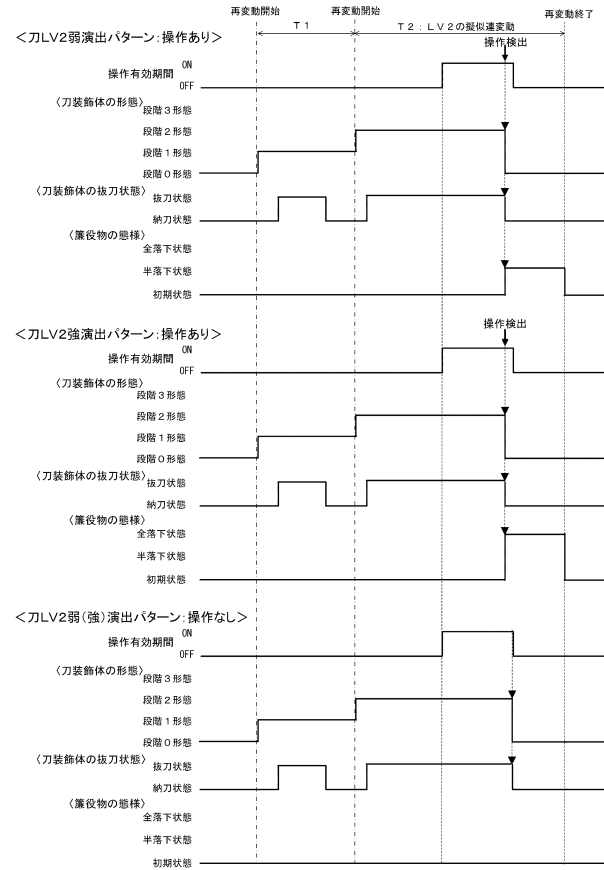 再変動開始 再変動開始 再変動終了
T1 T2：LV2の擬似連変動
＜刀LV2弱演出パターン：操作あり＞
操作検出
操作有効期間 ON
OFF
〈刀装飾体の形態〉
段階3形態
段階2形態
段階1形態
段階0形態
〈刀装飾体の抜刀状態〉
抜刀状態
納刀状態
〈簾役物の態様〉
全落下状態
半落下状態
初期状態
＜刀LV2強演出パターン：操作あり＞
操作検出
操作有効期間 ON
OFF
〈刀装飾体の形態〉
段階3形態
段階2形態
段階1形態
段階0形態
〈刀装飾体の抜刀状態〉
抜刀状態
納刀状態
〈簾役物の態様〉
全落下状態
半落下状態
初期状態
＜刀LV2弱（強）演出パターン：操作なし＞
操作有効期間 ON
OFF
〈刀装飾体の形態〉
段階3形態
段階2形態
段階1形態
段階0形態
〈刀装飾体の抜刀状態〉
抜刀状態
納刀状態
〈簾役物の態様〉
全落下状態
半落下状態
初期状態